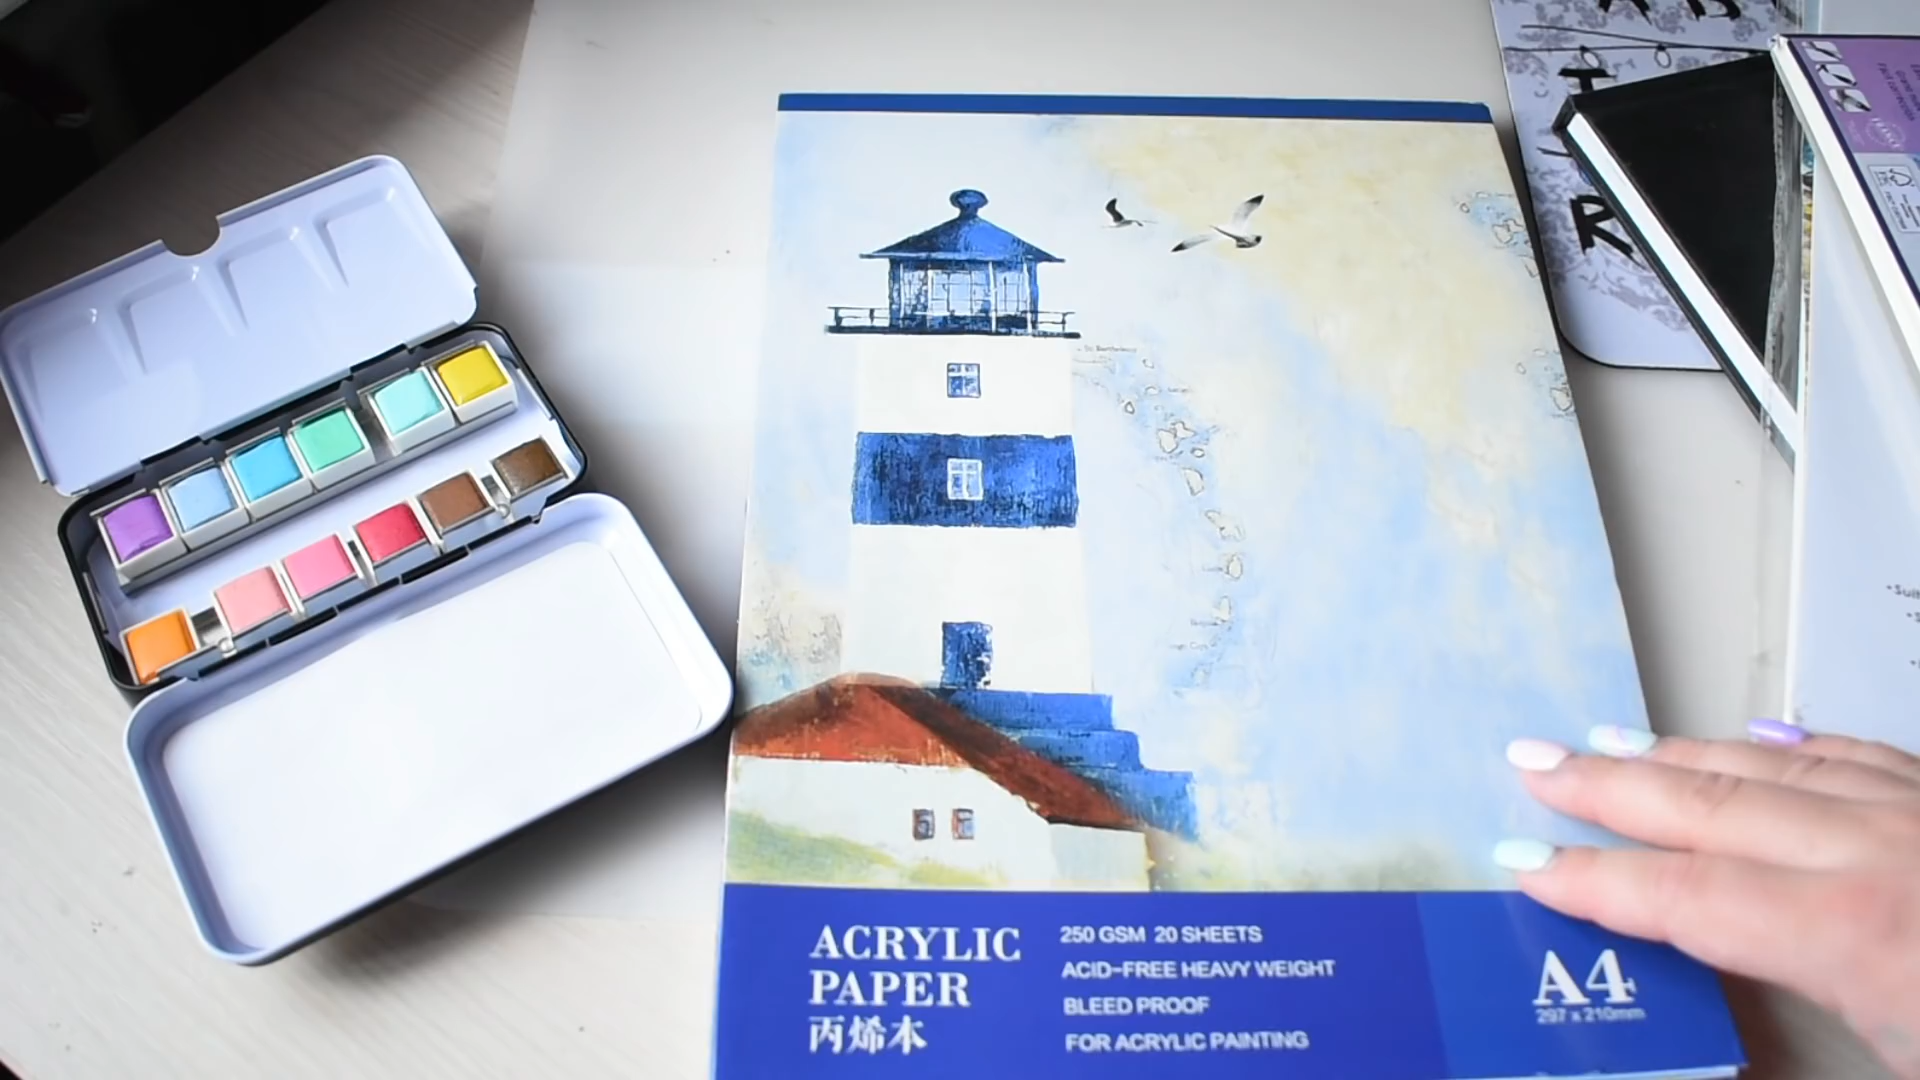 ACRYLIC
PAPER
丙烯本
250 GSM 20 SHEETS
ACID-FREE HEAVY WEIGHT
BLEED PROOF
FOR ACRYLIC PAINTING
A4
297 x 210mm
I
R
FRANCE